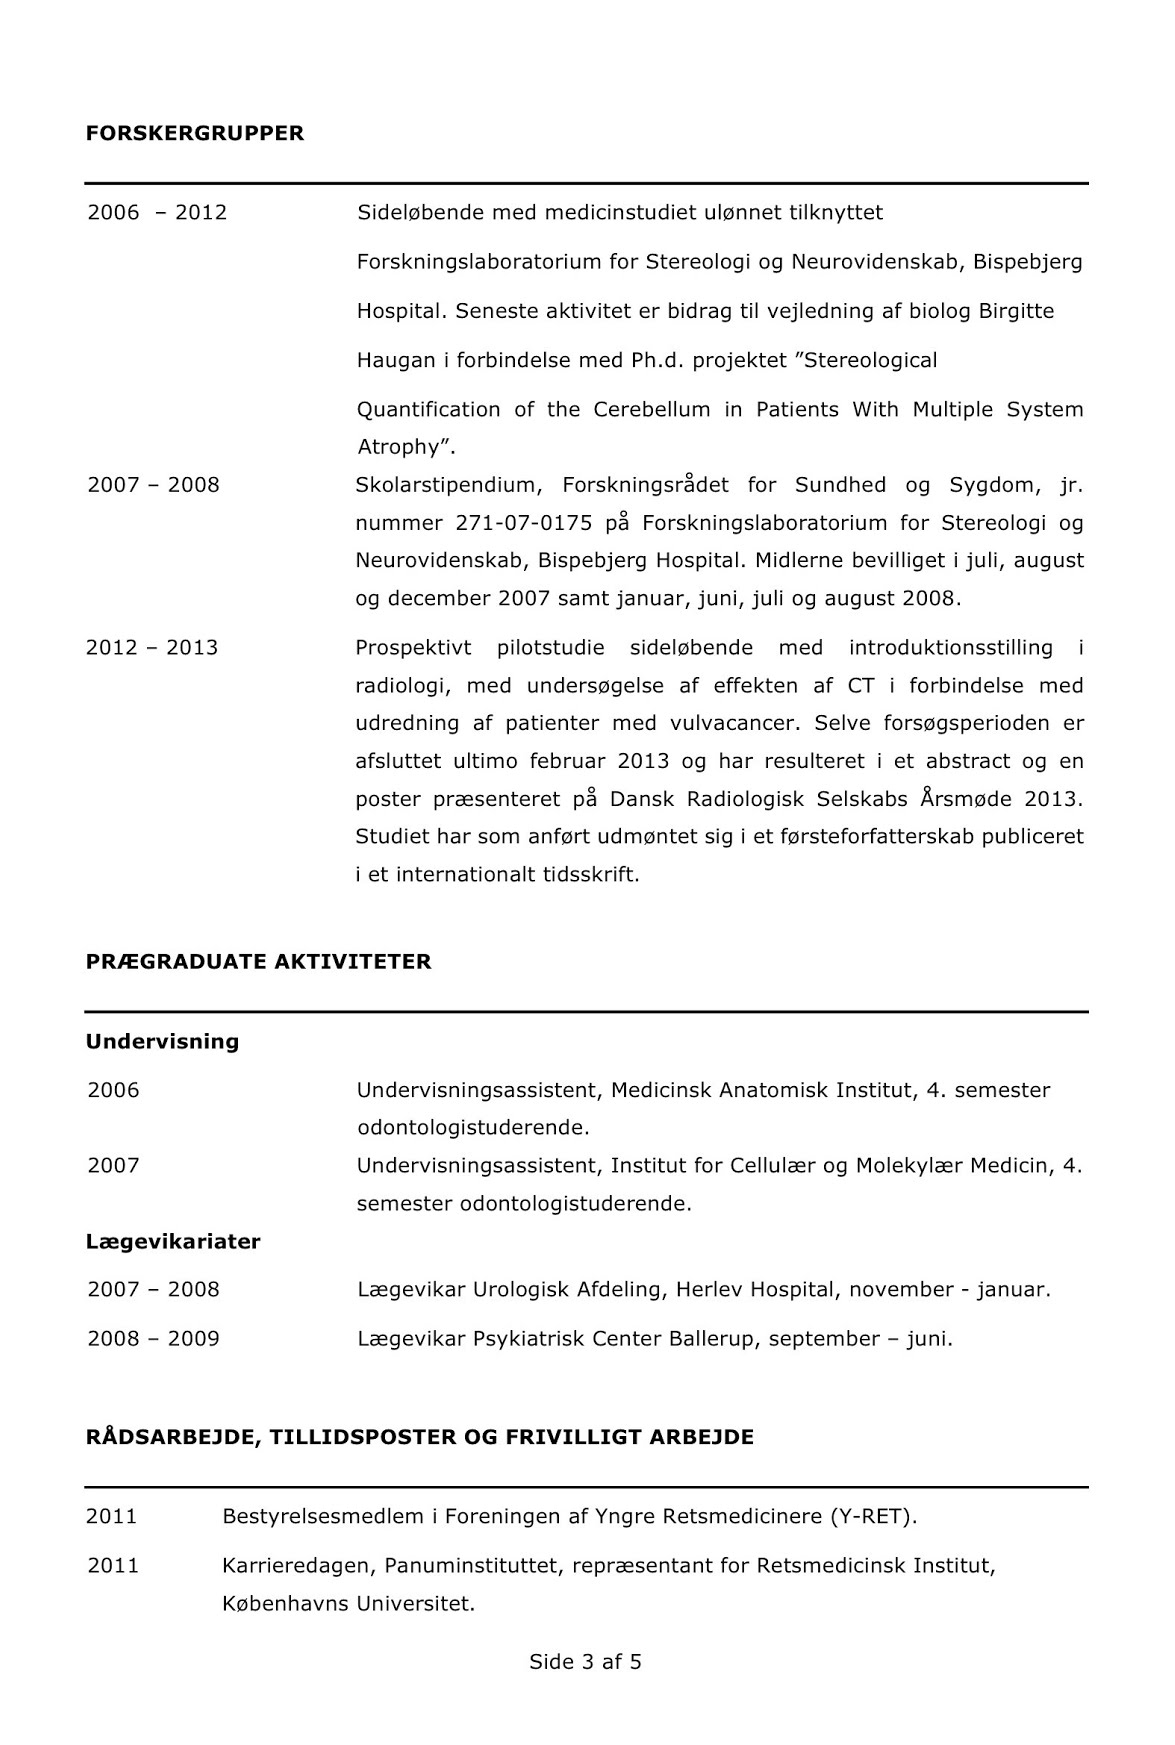 FORSKERGRUPPER
2006 – 2012 Sideløbende med medicinstudiet ulønnet tilknyttet
Forskningslaboratorium for Stereologi og Neurovidenskab, Bispebjerg
Hospital. Seneste aktivitet er bidrag til vejledning af biolog Birgitte
Haugan i forbindelse med Ph.d. projektet ”Stereological
Quantification of the Cerebellum in Patients With Multiple System
Atrophy”.
2007 – 2008 Skolarstipendium, Forskningsrådet for Sundhed og Sygdom, jr.
nummer 271-07-0175 på Forskningslaboratorium for Stereologi og
Neurovidenskab, Bispebjerg Hospital. Midlerne bevilliget i juli, august
og december 2007 samt januar, juni, juli og august 2008.
2012 – 2013 Prospektivt pilotstudie sideløbende med introduktionsstilling i
radiologi, med undersøgelse af effekten af CT i forbindelse med
udredning af patienter med vulvacancer. Selve forsøgsperioden er
afsluttet ultimo februar 2013 og har resulteret i et abstract og en
poster præsenteret på Dansk Radiologisk Selskabs Årsmøde 2013.
Studiet har som anført udmøntet sig i et førsteforfatterskab publiceret
i et internationalt tidsskrift.
PRÆGRADUATE AKTIVITETER
Undervisning
2006 Undervisningsassistent, Medicinsk Anatomisk Institut, 4. semester
odontologistuderende.
2007 Undervisningsassistent, Institut for Cellulær og Molekylær Medicin, 4.
semester odontologistuderende.
Lægevikariater
2007 – 2008 Lægevikar Urologisk Afdeling, Herlev Hospital, november - januar.
2008 – 2009 Lægevikar Psykiatrisk Center Ballerup, september – juni.
RÅDSARBEJDE, TILLIDSPOSTER OG FRIVILLIGT ARBEJDE
2011 Bestyrelsesmedlem i Foreningen af Yngre Retsmedicinere (Y-RET).
2011 Karrieredagen, Panuminstituttet, repræsentant for Retsmedicinsk Institut,
Københavns Universitet.
Side 3 af 5